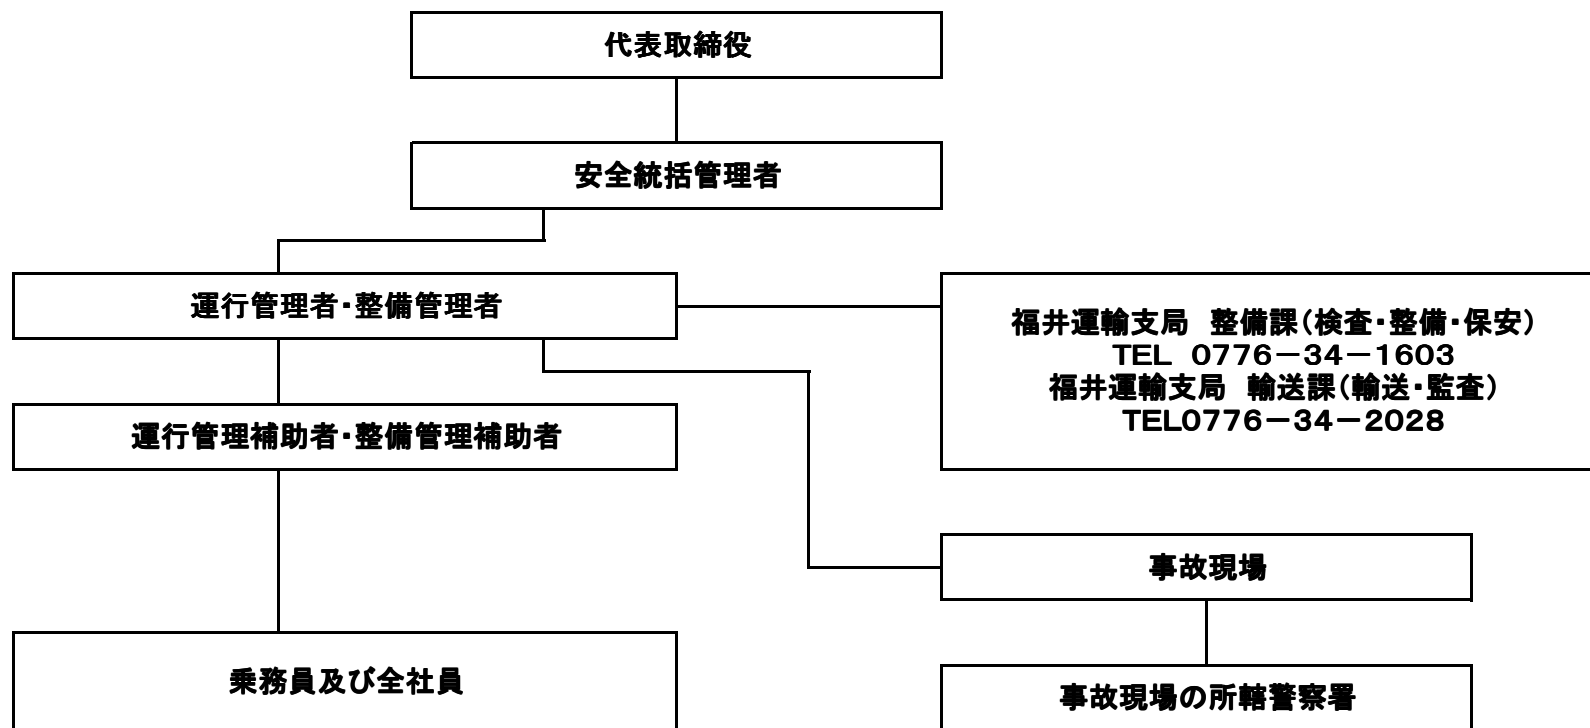 代表取締役
安全統括管理者
運行管理者・整備管理者
福井運輸支局　整備課（検査・整備・保安）
ＴＥＬ　０７７６－３４－１６０３
福井運輸支局　輸送課（輸送・監査）
ＴＥＬ０７７６－３４－２０２８
運行管理補助者・整備管理補助者
事故現場
乗務員及び全社員
事故現場の所轄警察署